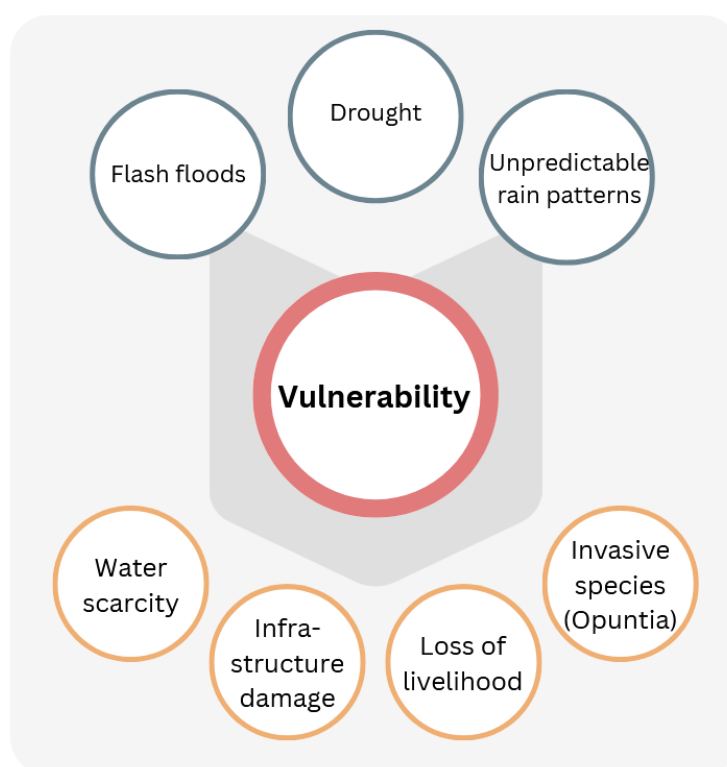 Drought
Flash floods
Unpredictable
rain patterns
Vulnerability
Water
scarcity
Infra-
structure
damage
Loss of
livelihood
Invasive
species
(Opuntia)